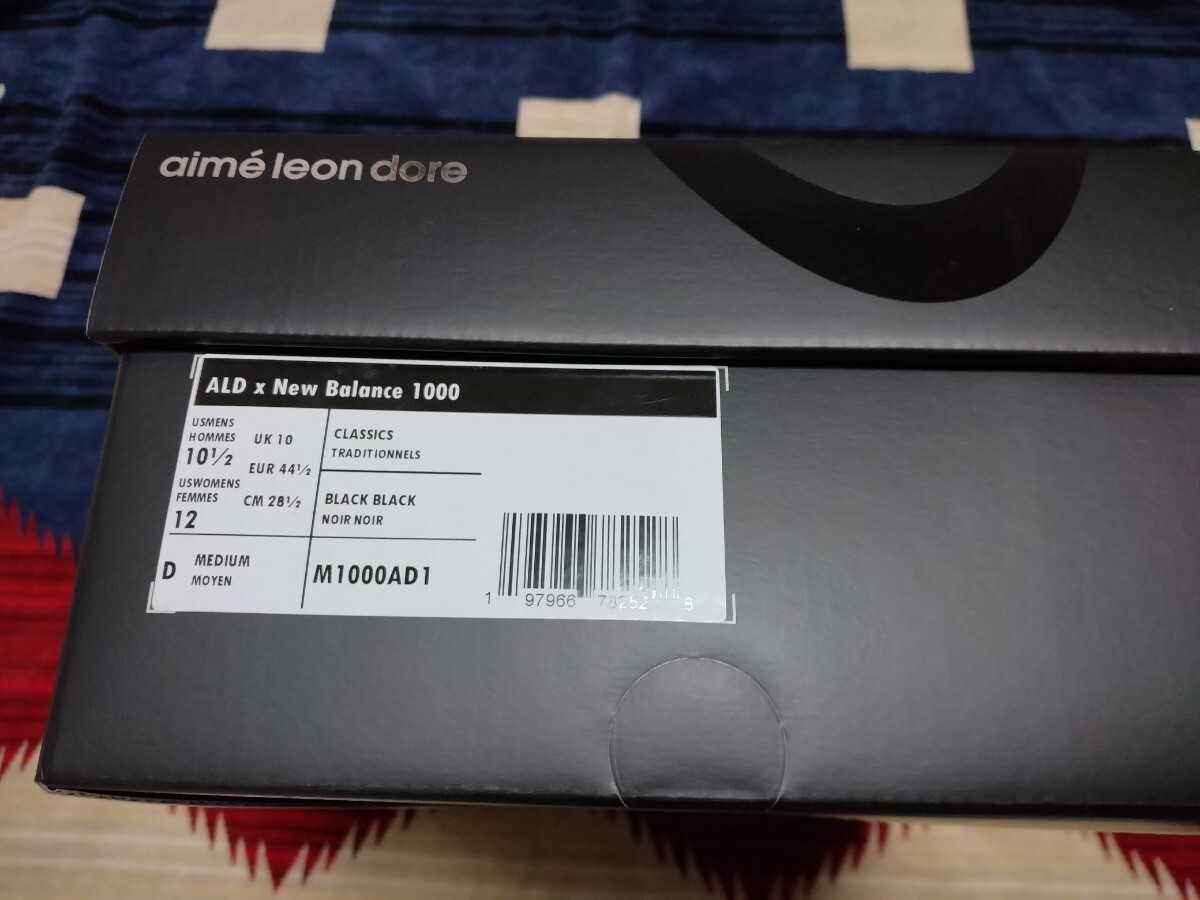 aimé leon dore
ALD x New Balance 1000
USMENS
HOMMES
10½
UK 10
EUR 44½
USWOMENS
FEMMES
12
CM 28½
CLASSICS
TRADITIONNELS
BLACK BLACK
NOIR NOIR
D MEDIUM
MOYEN
M1000AD1
1 97966 78252 8